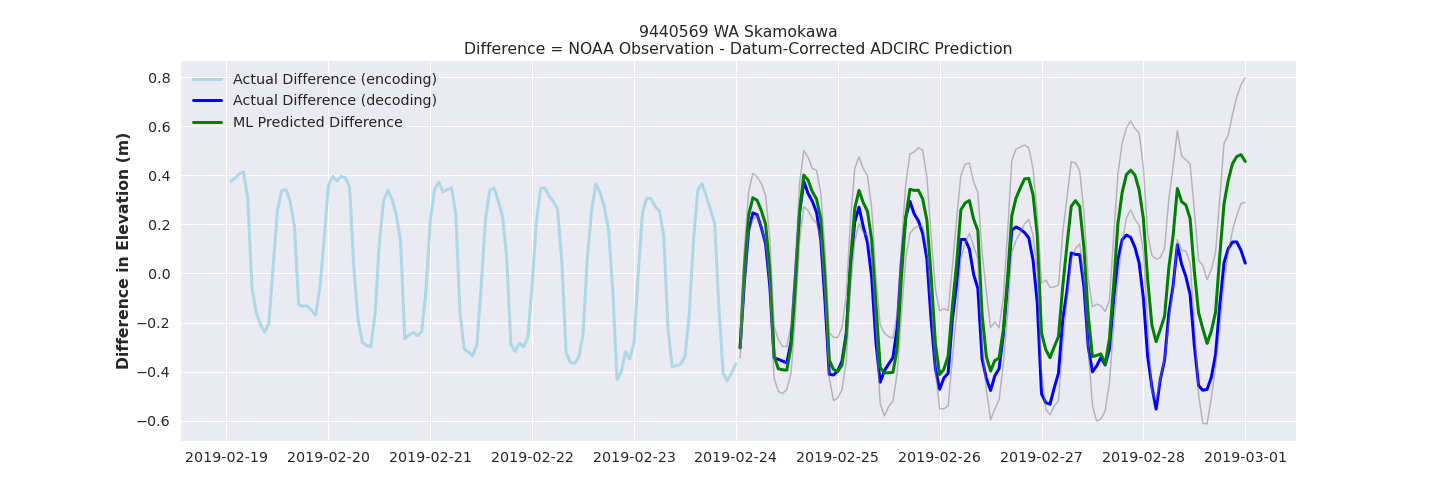 9440569 WA Skamokawa
Difference = NOAA Observation - Datum-Corrected ADCIRC Prediction
Actual Difference (encoding)
Actual Difference (decoding)
ML Predicted Difference
Difference in Elevation (m)
0.8
0.6
0.4
0.2
0.0
−0.2
−0.4
−0.6
2019-02-19 2019-02-20 2019-02-21 2019-02-22 2019-02-23 2019-02-24 2019-02-25 2019-02-26 2019-02-27 2019-02-28 2019-03-01